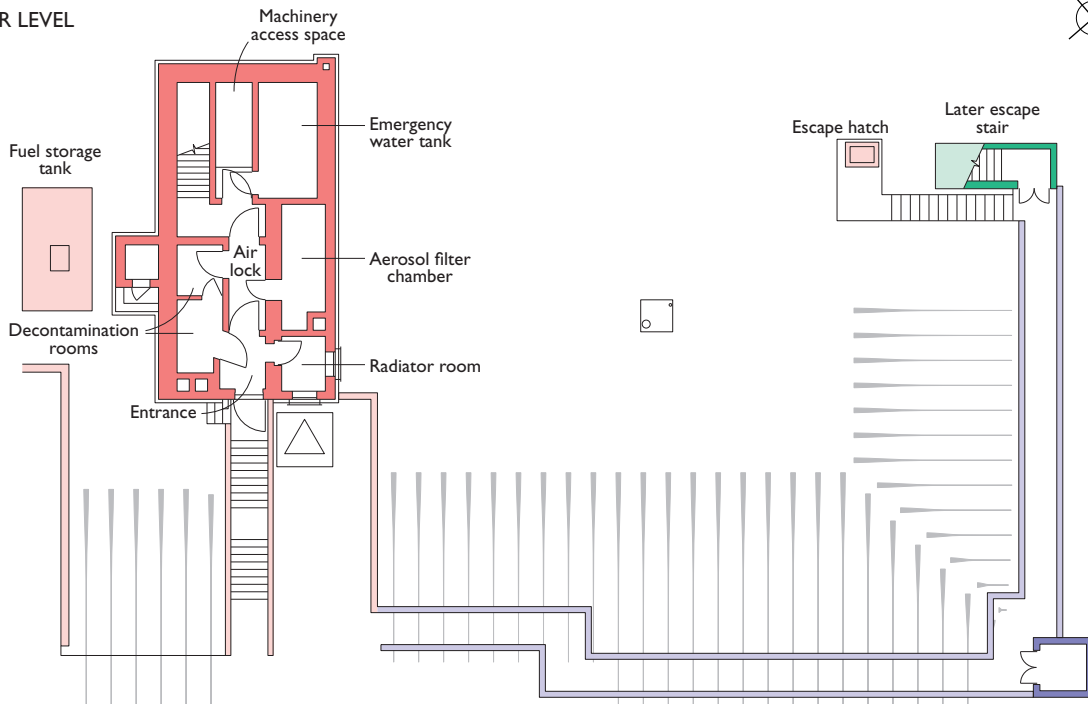 R LEVEL
Machinery
access space
Emergency
water tank
Fuel storage
tank
Escape hatch
Later escape
stair
Air
lock
Aerosol filter
chamber
Decontamination
rooms
Radiator room
Entrance